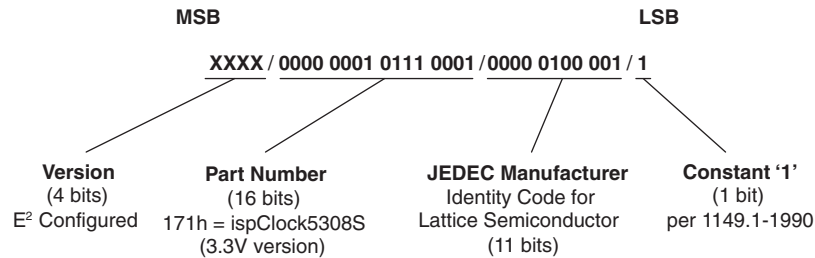 MSB LSB
XXXX / 0000 0001 0111 0001 / 0000 0100 001 / 1
Version
(4 bits)
E² Configured
Part Number
(16 bits)
171h = ispClock5308S
(3.3V version)
JEDEC Manufacturer
Identity Code for
Lattice Semiconductor
(11 bits)
Constant ‘1’
(1 bit)
per 1149.1-1990